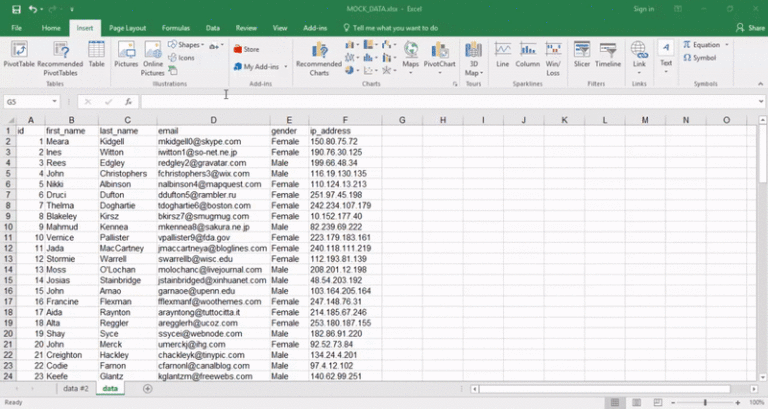 MOCK_DATA.xlsx - Excel Sign in
File Home Insert Page Layout Formulas Data Review View Add-ins Tell me what you want to do Share
PivotTable Recommended PivotTables Table Pictures Online Pictures Shapes Icons Store My Add-ins Recommended Charts Maps PivotChart 3D Map Line Column Win/Loss Slicer Timeline Link Text Equation Symbol
Tables Illustrations Add-ins Charts Tours Sparklines Filters Links Symbols
G5 fx
A B C D E F G H I J K L M N O
1 id first_name last_name email gender ip_address
2 1 Meara Kidgell mkidgell0@skype.com Female 150.80.75.72
3 2 Ines Witton iwitton1@so-net.ne.jp Female 190.76.30.125
4 3 Rees Edgley redgley2@gravatar.com Male 199.66.48.34
5 4 John Christophers fchristophers3@wix.com Male 116.19.130.135
6 5 Nikki Albinson nalbinson4@mapquest.com Female 110.124.13.213
7 6 Druci Dufton ddufton5@rambler.ru Female 251.97.45.198
8 7 Thelma Doghartie tdoghartie6@boston.com Female 242.234.107.179
9 8 Blakeley Kirsz bkirsz7@smugmug.com Female 10.152.177.40
10 9 Mahmud Kennea mkennea8@sakura.ne.jp Male 82.239.69.222
11 10 Vernice Pallister vpallister9@fda.gov Female 223.179.183.161
12 11 Jada MacCartney jmaccartneya@bloglines.com Female 240.118.111.219
13 12 Stormie Warrell swarrellb@wisc.edu Female 112.193.81.139
14 13 Moss O'Lochan molochanc@livejournal.com Male 208.201.12.198
15 14 Josias Stainbridge jstainbridged@xinhuanet.com Male 48.54.203.192
16 15 John Arnao garnaoe@upenn.edu Male 103.164.205.164
17 16 Francine Flexman fflexmanf@woothemes.com Female 247.148.76.31
18 17 Aida Raynton arayntong@tuttocitta.it Female 214.185.67.246
19 18 Alta Reggler aregglerh@ucoz.com Female 253.180.187.155
20 19 Shay Syce ssycei@webnode.com Male 182.86.91.220
21 20 John Merck umerckj@ihg.com Female 92.52.73.84
22 21 Creighton Hackley chackleyk@tinypic.com Male 134.24.4.201
23 22 Codie Farnon cfarnonl@canalblog.com Male 97.4.12.102
24 23 Keefe Glantz kglantzm@freewebs.com Male 140.62.99.251
data #2 data
Ready 100%